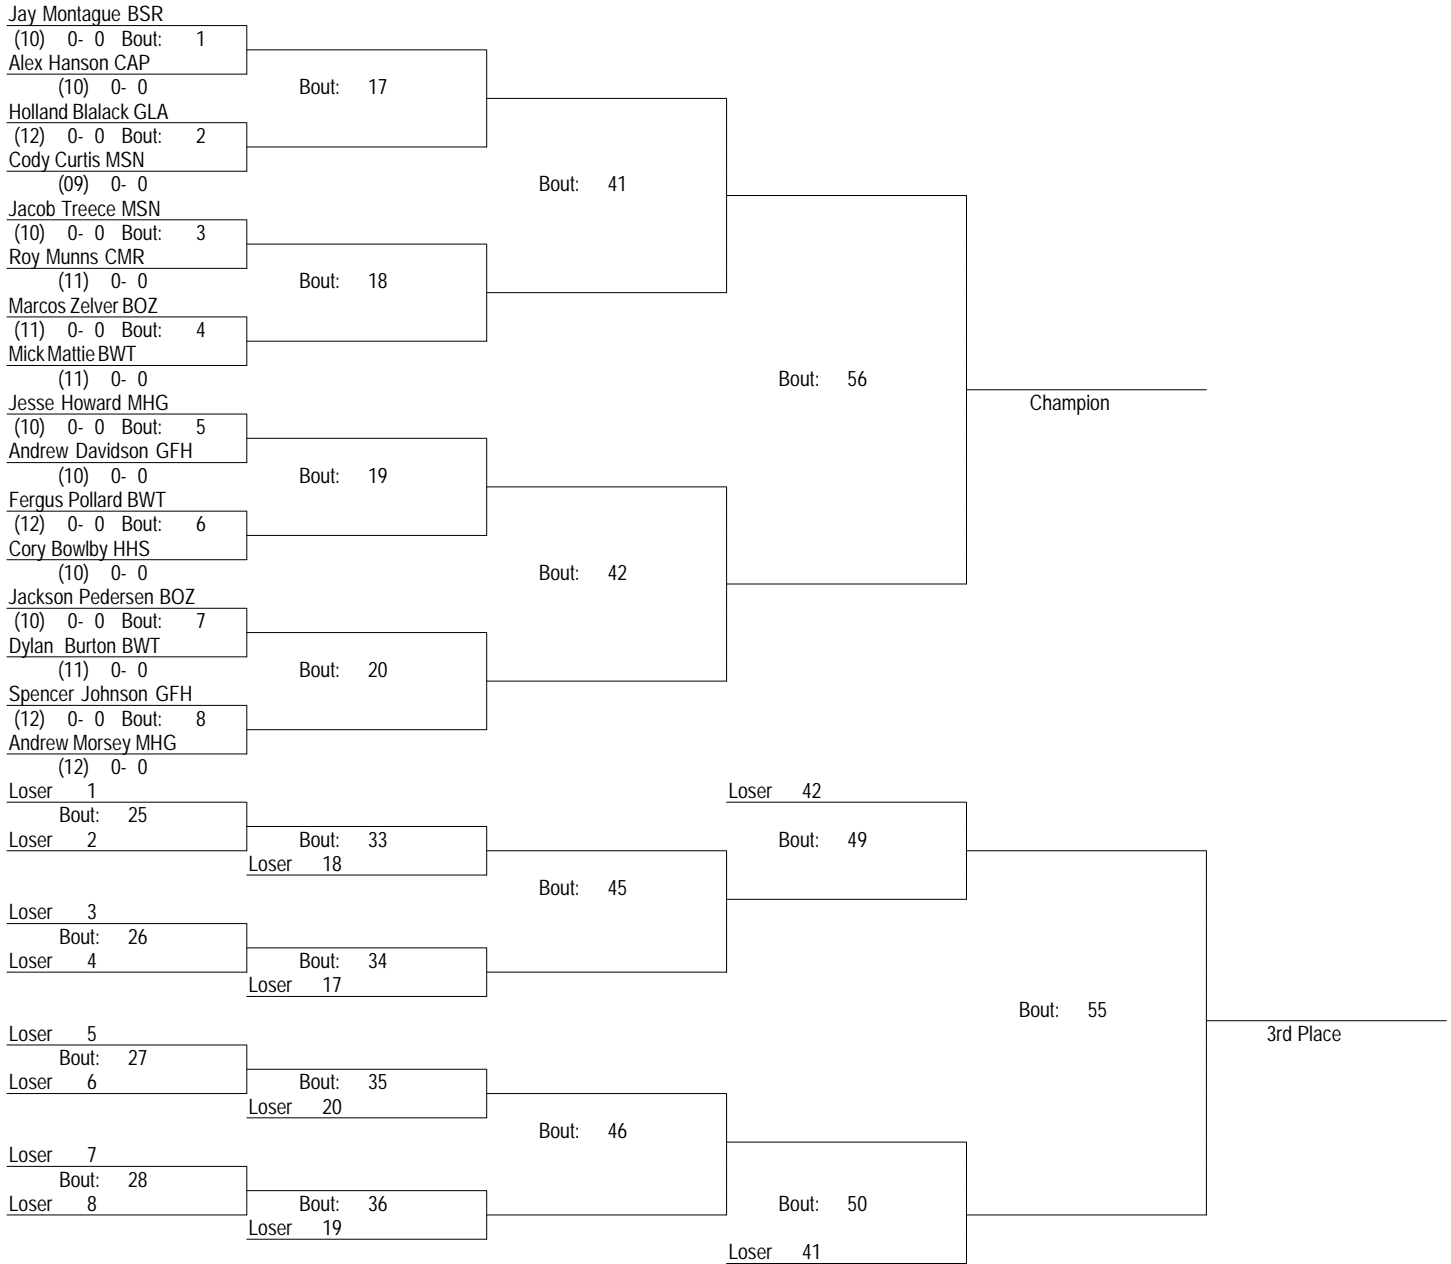 Jay Montague BSR
(10) 0- 0 Bout: 1
Alex Hanson CAP
(10) 0- 0
Bout: 17
Holland Blalack GLA
(12) 0- 0 Bout: 2
Cody Curtis MSN
(09) 0- 0
Bout: 41
Jacob Treece MSN
(10) 0- 0 Bout: 3
Roy Munns CMR
(11) 0- 0
Bout: 18
Marcos Zelver BOZ
(11) 0- 0 Bout: 4
Mick Mattie BWT
(11) 0- 0
Bout: 56
Champion
Jesse Howard MHG
(10) 0- 0 Bout: 5
Andrew Davidson GFH
(10) 0- 0
Bout: 19
Fergus Pollard BWT
(12) 0- 0 Bout: 6
Cory Bowlby HHS
(10) 0- 0
Bout: 42
Jackson Pedersen BOZ
(10) 0- 0 Bout: 7
Dylan Burton BWT
(11) 0- 0
Bout: 20
Spencer Johnson GFH
(12) 0- 0 Bout: 8
Andrew Morsey MHG
(12) 0- 0
Loser 1
Bout: 25
Loser 2
Bout: 33
Loser 18
Bout: 45
Loser 42
Bout: 49
Loser 3
Bout: 26
Loser 4
Bout: 34
Loser 17
Bout: 55
3rd Place
Loser 5
Bout: 27
Loser 6
Bout: 35
Loser 20
Bout: 46
Loser 7
Bout: 28
Loser 8
Bout: 36
Loser 19
Bout: 50
Loser 41